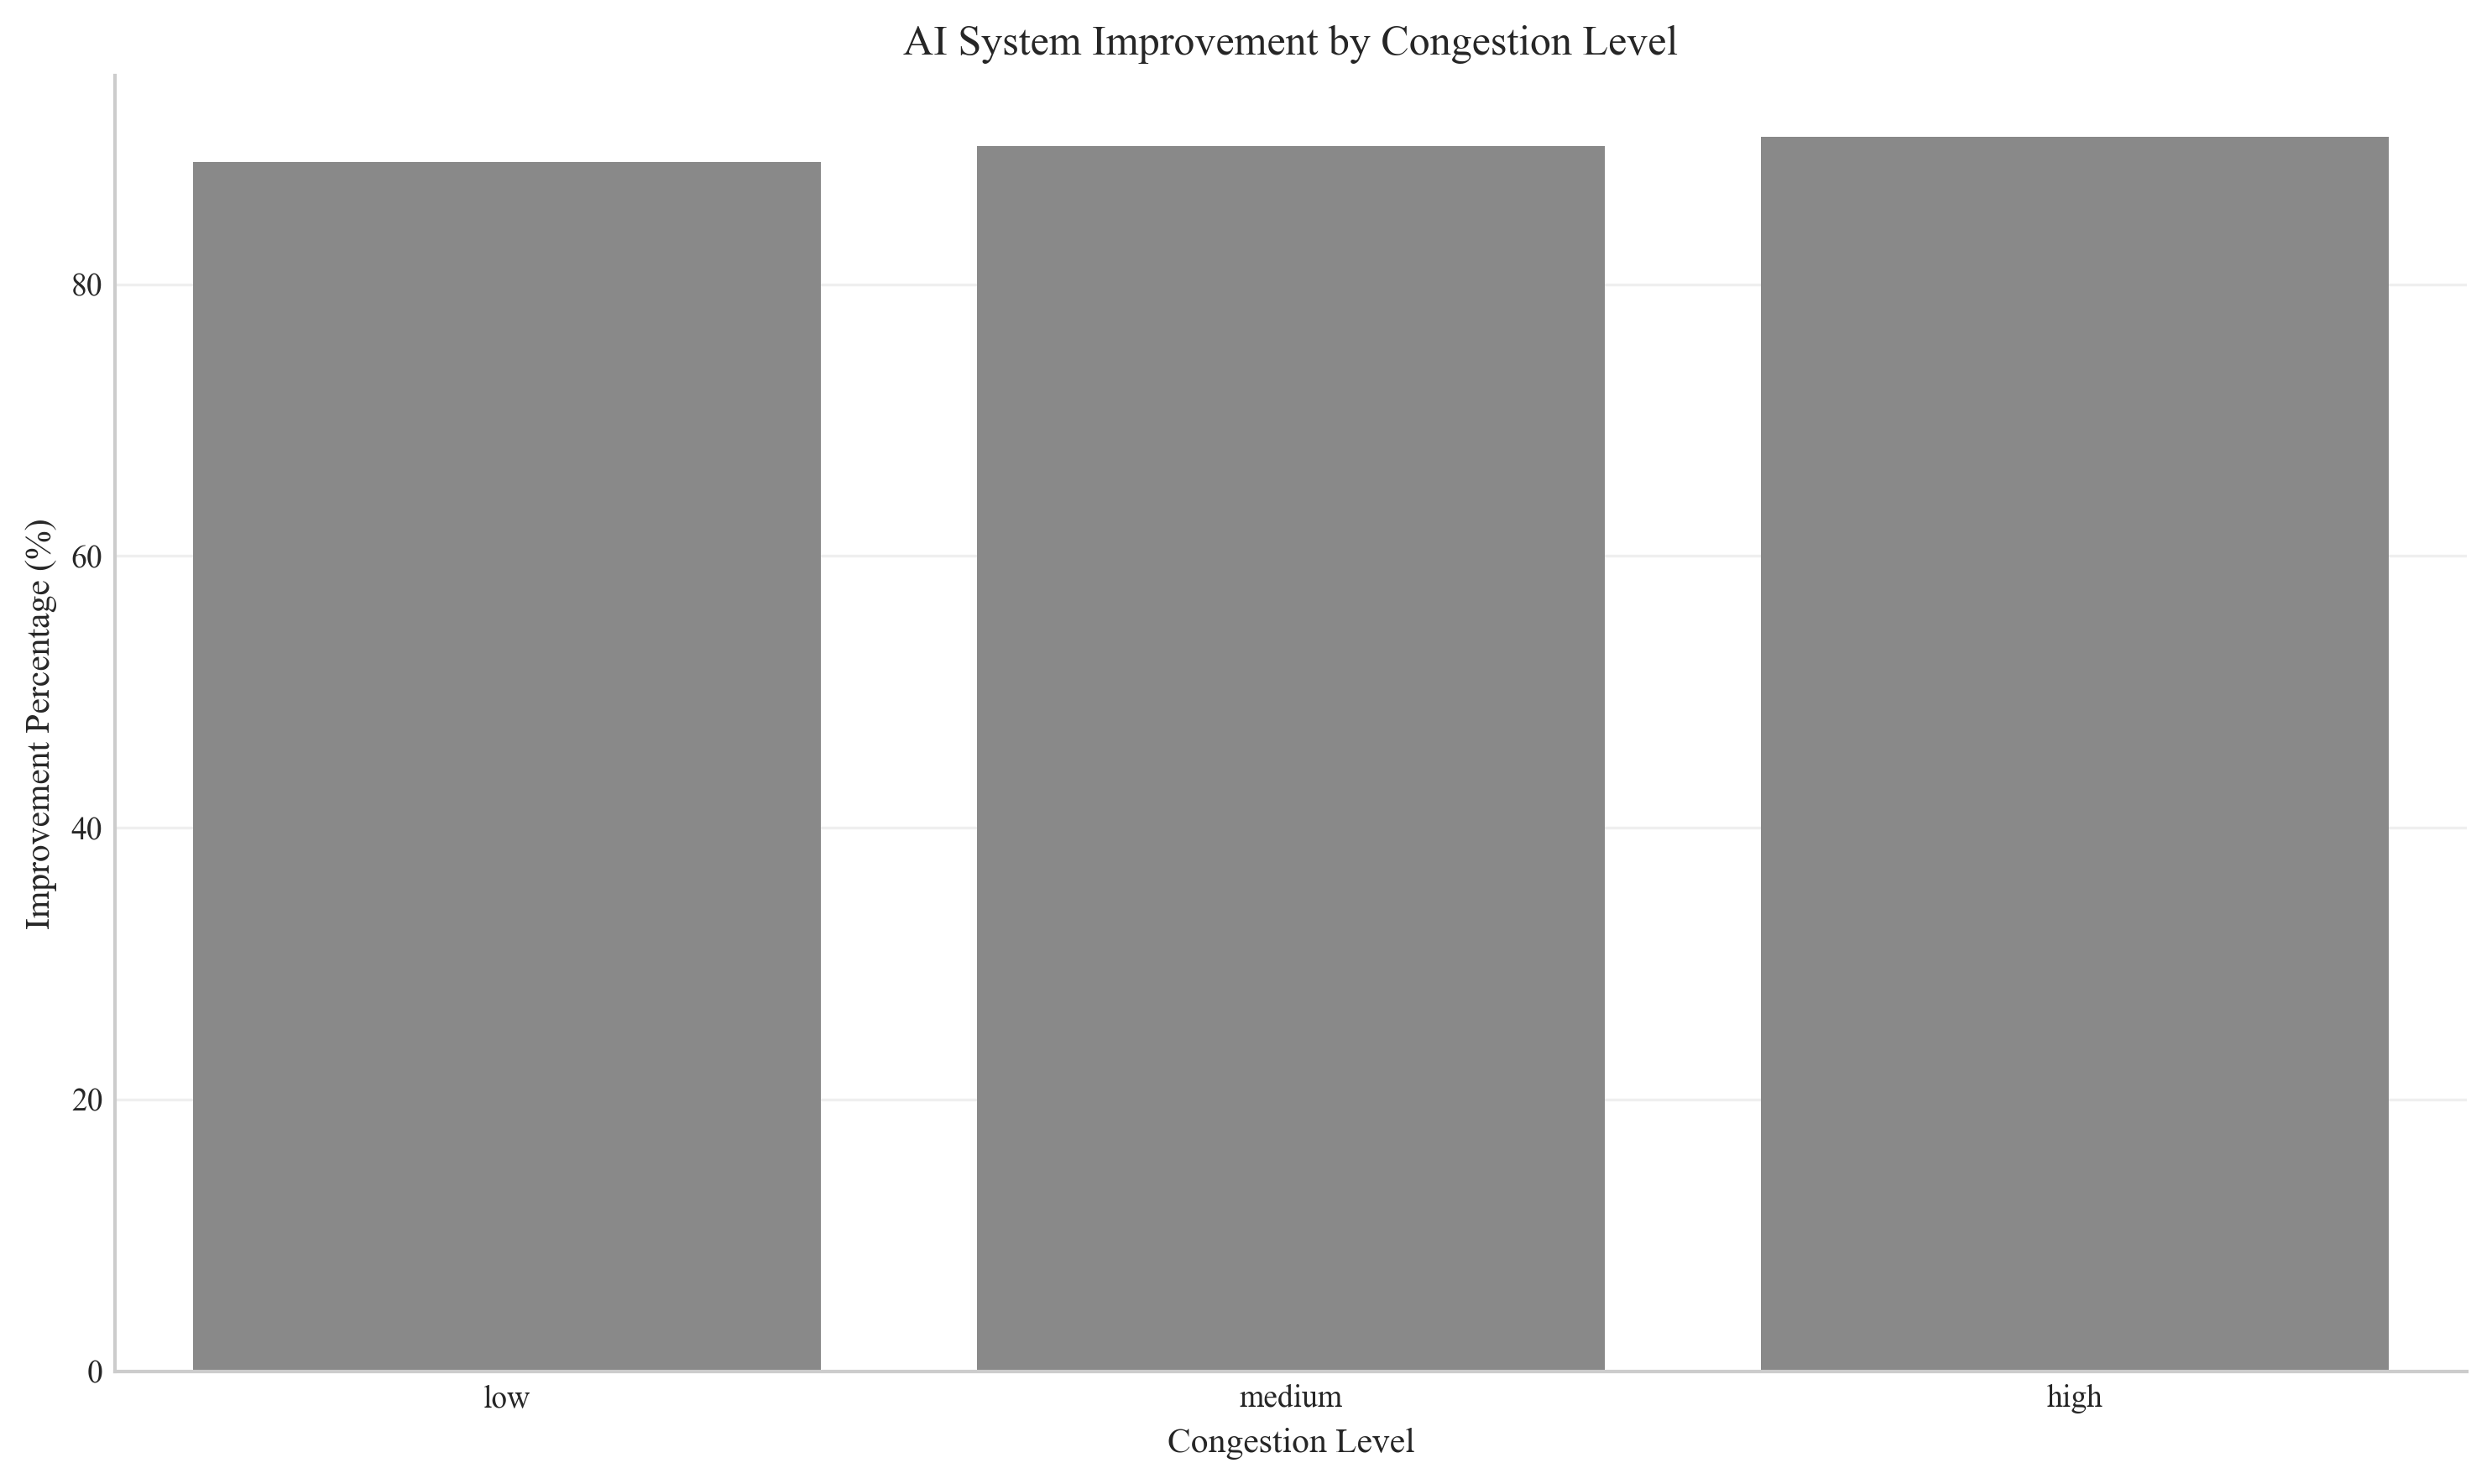 AI System Improvement by Congestion Level
Improvement Percentage (%)
80
60
40
20
0
low medium high
Congestion Level